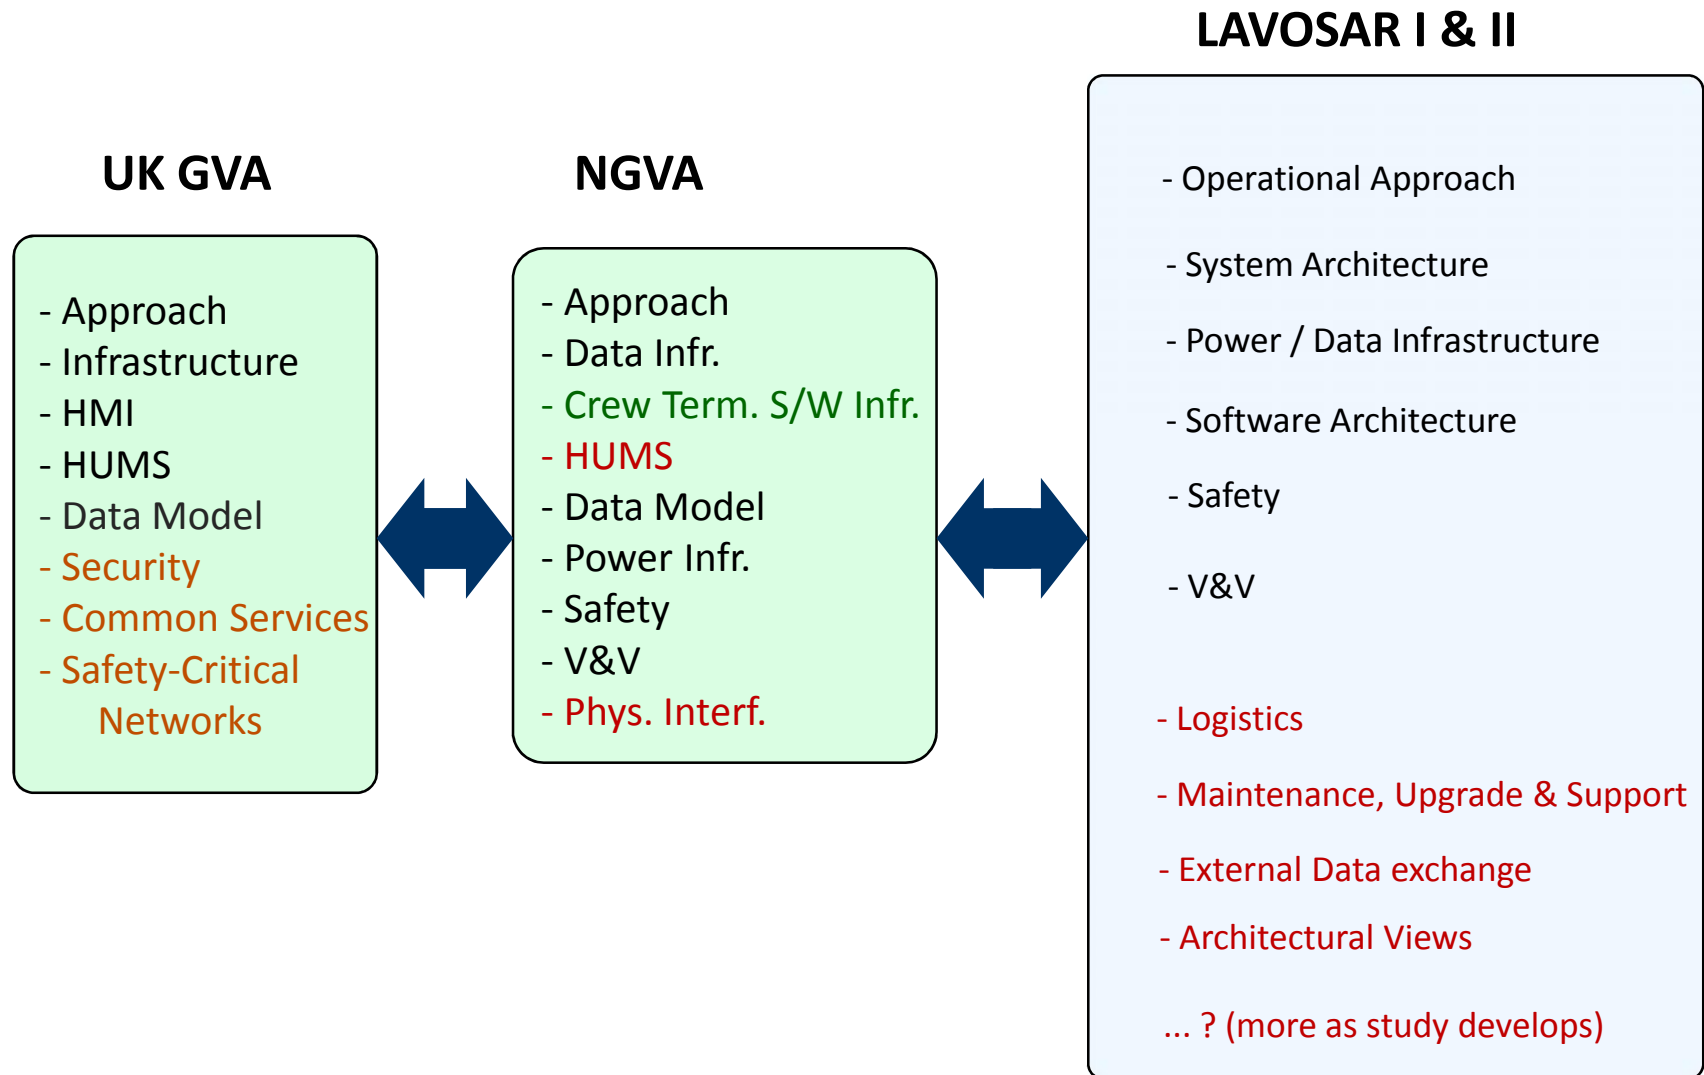 LAVOSAR I & II
UK GVA
NGVA
- Approach
- Infrastructure
- HMI
- HUMS
- Data Model
- Security
- Common Services
- Safety-Critical
Networks
- Approach
- Data Infr.
- Crew Term. S/W Infr.
- HUMS
- Data Model
- Power Infr.
- Safety
- V&V
- Phys. Interf.
- Operational Approach
- System Architecture
- Power / Data Infrastructure
- Software Architecture
- Safety
- V&V
- Logistics
- Maintenance, Upgrade & Support
- External Data exchange
- Architectural Views
... ? (more as study develops)